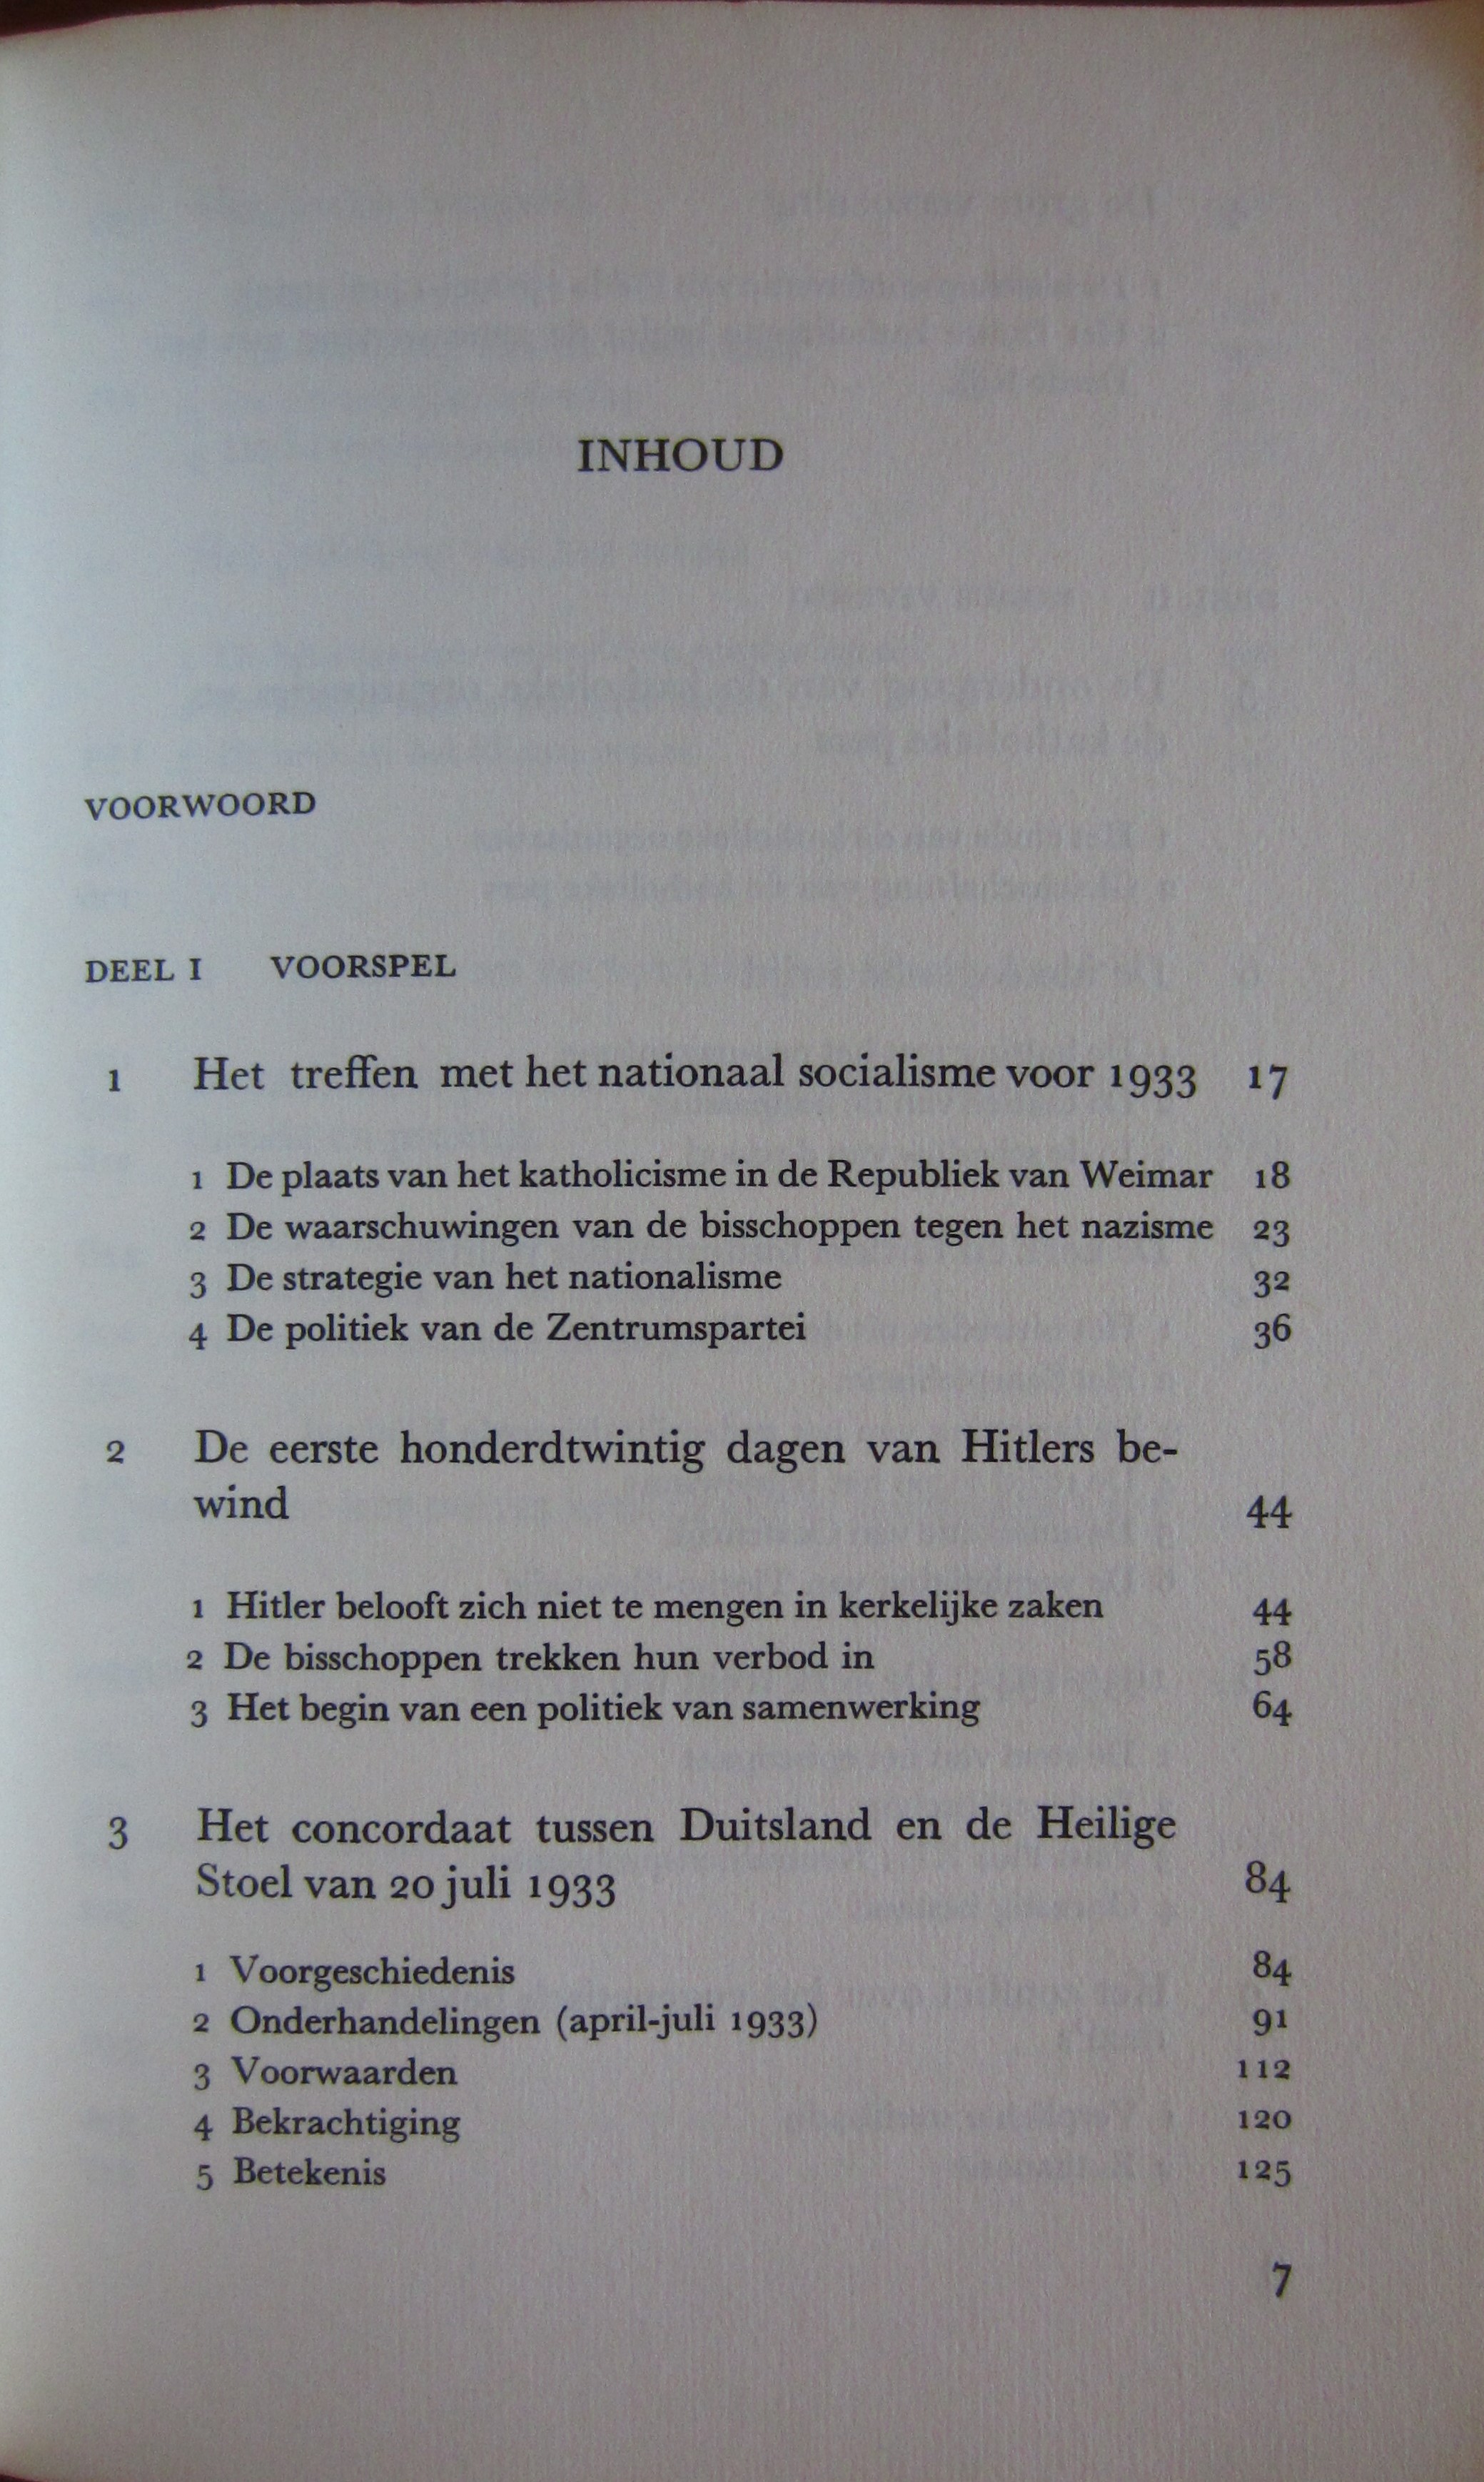 INHOUD
VOORWOORD
DEEL I VOORSPEL
1 Het treffen met het nationaal socialisme voor 1933 17
1 De plaats van het katholicisme in de Republiek van Weimar 18
2 De waarschuwingen van de bisschoppen tegen het nazisme 23
3 De strategie van het nationalisme 32
4 De politiek van de Zentrumspartei 36
2 De eerste honderdtwintig dagen van Hitlers be-
wind 44
1 Hitler belooft zich niet te mengen in kerkelijke zaken 44
2 De bisschoppen trekken hun verbod in 58
3 Het begin van een politiek van samenwerking 64
3 Het concordaat tussen Duitsland en de Heilige
Stoel van 20 juli 1933 84
1 Voorgeschiedenis 84
2 Onderhandelingen (april-juli 1933) 91
3 Voorwaarden 112
4 Bekrachtiging 120
5 Betekenis 125
7